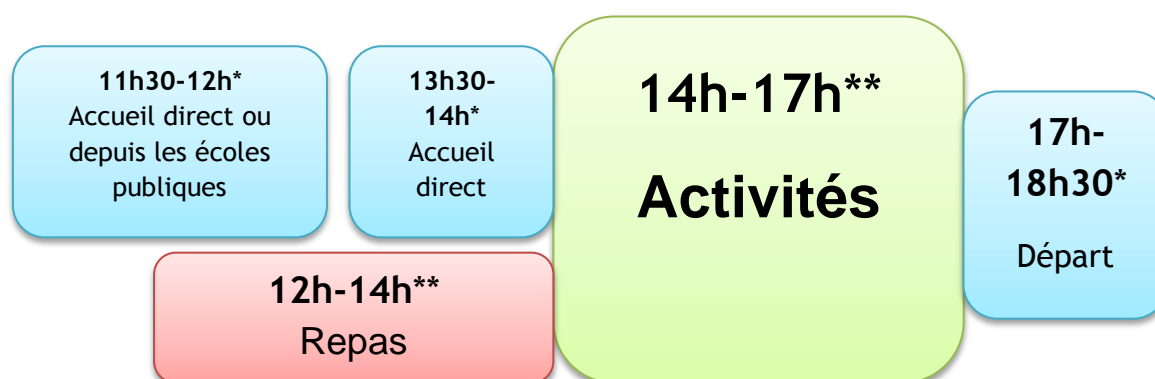 11h30-12h*
Accueil direct ou
depuis les écoles
publiques
13h30-
14h*
Accueil
direct
14h-17h**
Activités
17h-
18h30*
Départ
12h-14h**
Repas